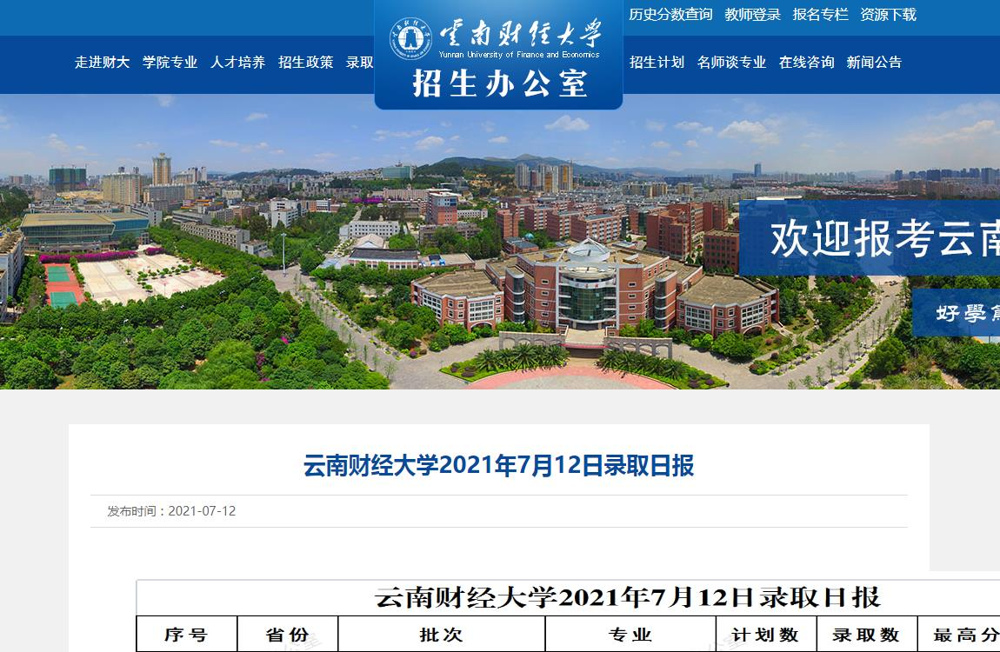 历史分数查询 教师登录 报名专栏 资源下载
云南财经大学
Yunnan University of Finance and Economics
招生办公室
走进财大 学院专业 人才培养 招生政策 录取
招生计划 名师谈专业 在线咨询 新闻公告
欢迎报考云南
好學篤
云南财经大学2021年7月12日录取日报
发布时间：2021-07-12
云南财经大学2021年7月12日录取日报
序号 省份 批次 专业 计划数 录取数 最高分